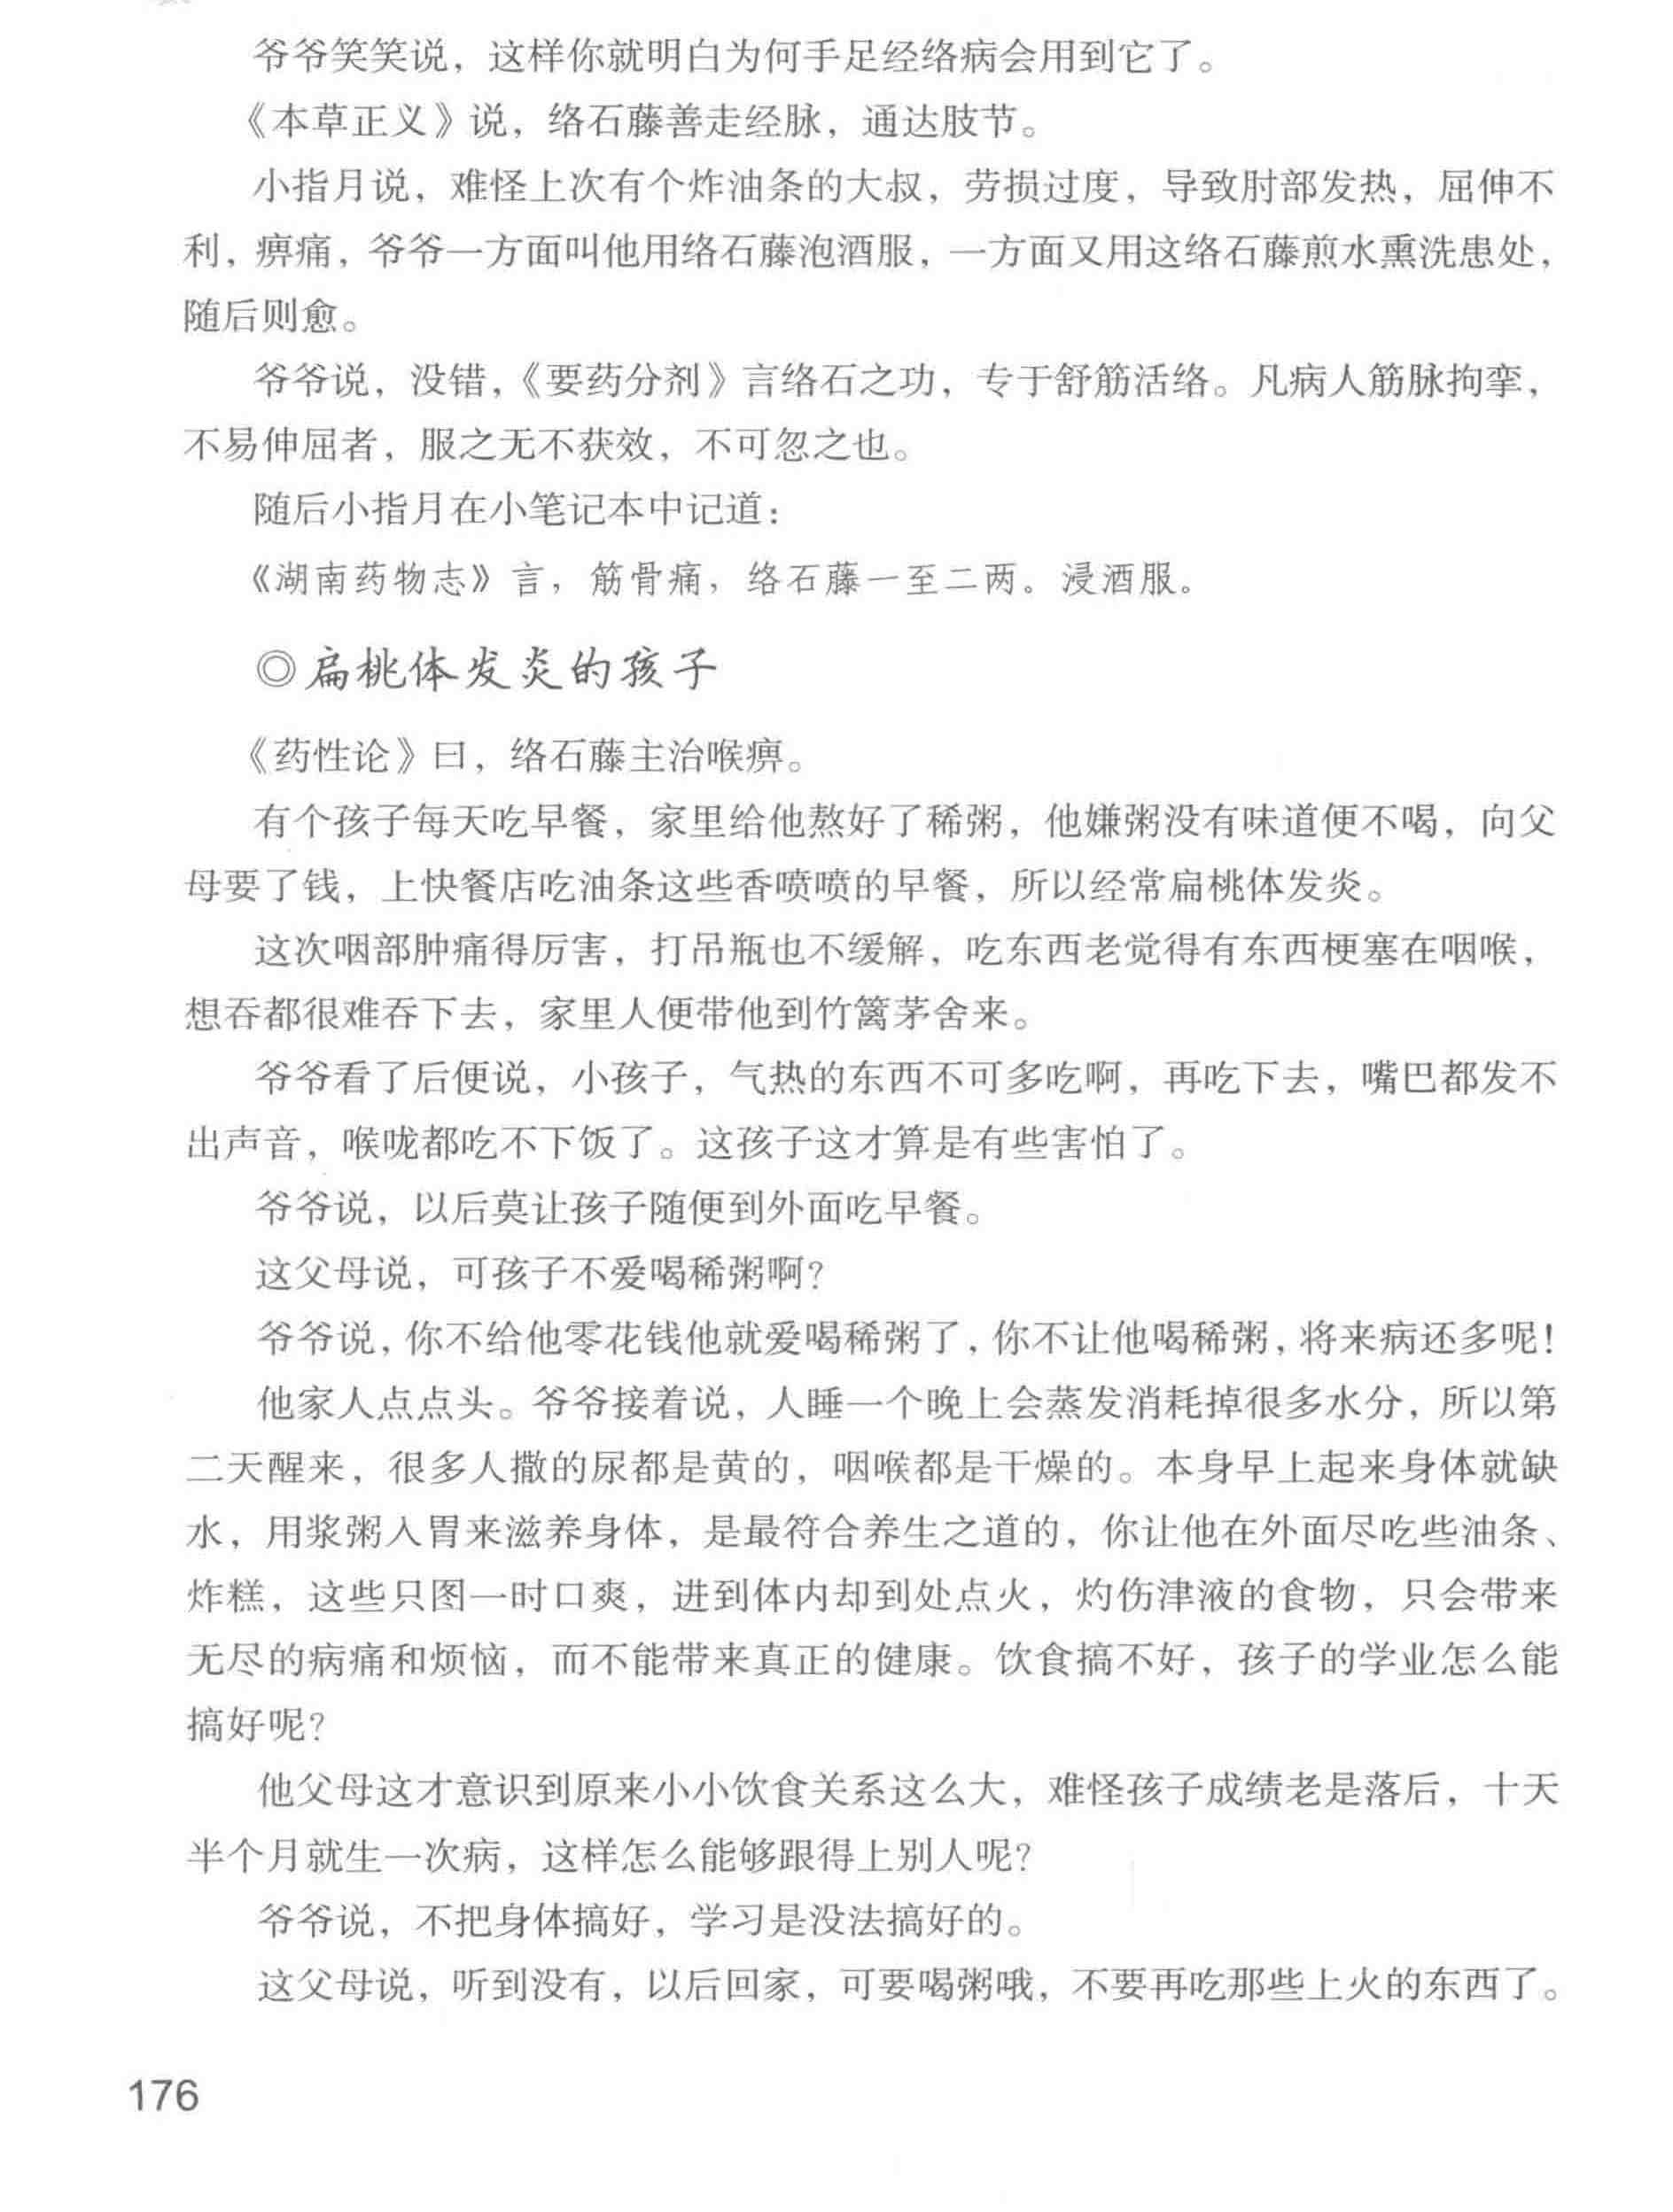 爷爷笑笑说，这样你就明白为何手足经络病会用到它了。
《本草正义》说，络石藤善走经脉，通达肢节。
小指月说，难怪上次有个炸油条的大叔，劳损过度，导致肘部发热，屈伸不
利，痹痛，爷爷一方面叫他用络石藤泡酒服，一方面又用这络石藤煎水熏洗患处，
随后则愈。
爷爷说，没错，《要药分剂》言络石之功，专于舒筋活络。凡病人筋脉拘挛，
不易伸屈者，服之无不获效，不可忽之也。
随后小指月在小笔记本中记道：
《湖南药物志》言，筋骨痛，络石藤一至二两。浸酒服。
◎扁桃体发炎的孩子
《药性论》曰，络石藤主治喉痹。
有个孩子每天吃早餐，家里给他熬好了稀粥，他嫌粥没有味道便不喝，向父
母要了钱，上快餐店吃油条这些香喷喷的早餐，所以经常扁桃体发炎。
这次咽部肿痛得厉害，打吊瓶也不缓解，吃东西老觉得有东西梗塞在咽喉，
想吞都很难吞下去，家里人便带他到竹篱茅舍来。
爷爷看了后便说，小孩子，气热的东西不可多吃啊，再吃下去，嘴巴都发不
出声音，喉咙都吃不下饭了。这孩子这才算是有些害怕了。
爷爷说，以后莫让孩子随便到外面吃早餐。
这父母说，可孩子不爱喝稀粥啊？
爷爷说，你不给他零花钱他就爱喝稀粥了，你不让他喝稀粥，将来病还多呢！
他家人点点头。爷爷接着说，人睡一个晚上会蒸发消耗掉很多水分，所以第
二天醒来，很多人撒的尿都是黄的，咽喉都是干燥的。本身早上起来身体就缺
水，用浆粥入胃来滋养身体，是最符合养生之道的，你让他在外面尽吃些油条、
炸糕，这些只图一时口爽，进到体内却到处点火，灼伤津液的食物，只会带来
无尽的病痛和烦恼，而不能带来真正的健康。饮食搞不好，孩子的学业怎么能
搞好呢？
他父母这才意识到原来小小饮食关系这么大，难怪孩子成绩老是落后，十天
半个月就生一次病，这样怎么能够跟得上别人呢？
爷爷说，不把身体搞好，学习是没法搞好的。
这父母说，听到没有，以后回家，可要喝粥哦，不要再吃那些上火的东西了。
176